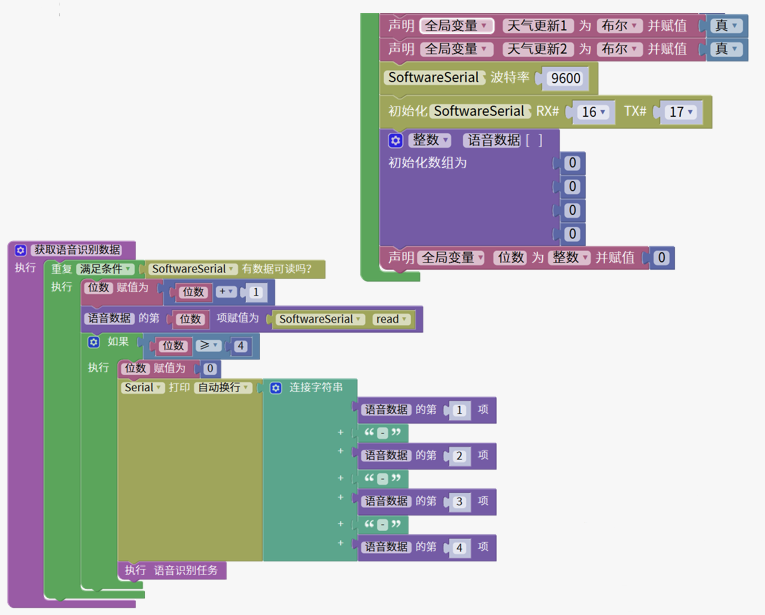 声明 全局变量 天气更新1 为 布尔 并赋值 真
声明 全局变量 天气更新2 为 布尔 并赋值 真
SoftwareSerial 波特率 9600
初始化 SoftwareSerial RX# 16 TX# 17
整数 语音数据 [ ]
初始化数组为 0
0
0
0
声明 全局变量 位数 为 整数 并赋值 0
获取语音识别数据
执行 重复 满足条件 SoftwareSerial 有数据可读吗?
执行 位数 赋值为 位数 + 1
语音数据 的第 位数 项赋值为 SoftwareSerial read
如果 位数 ≥ 4
执行 位数 赋值为 0
Serial 打印 自动换行 连接字符串
语音数据 的第 1 项
+ “ - ”
+ 语音数据 的第 2 项
+ “ - ”
+ 语音数据 的第 3 项
+ “ - ”
+ 语音数据 的第 4 项
执行 语音识别任务